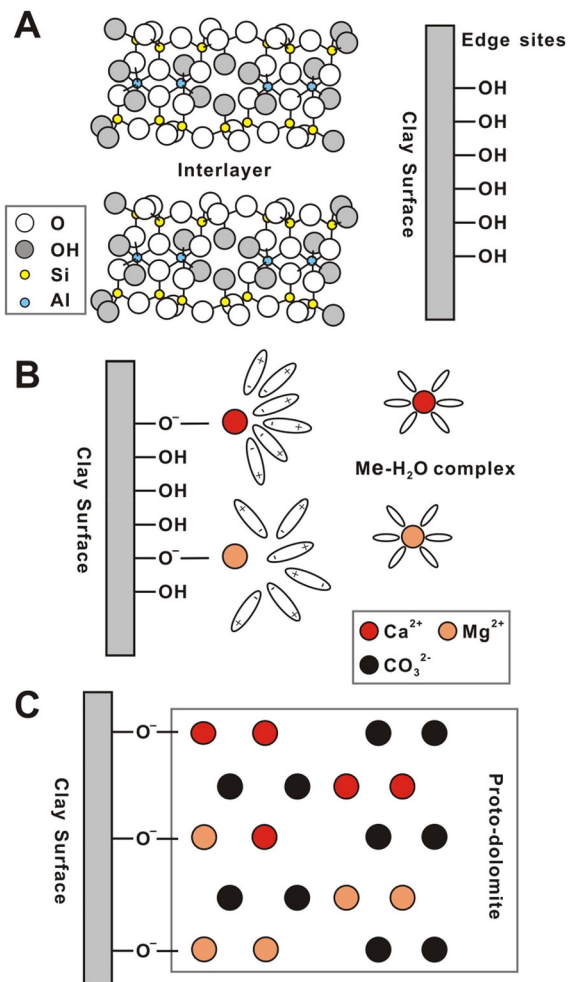 A
Edge sites
Clay Surface
OH
OH
OH
OH
OH
OH
Interlayer
O
OH
Si
Al
B
Clay Surface
O⁻
OH
OH
OH
O⁻
OH
+ -
+ -
+ -
+ -
+ -
+ -
+ -
+ -
+ -
+ -
+ -
+ -
Me-H₂O complex
Ca²⁺ Mg²⁺
CO₃²⁻
C
Clay Surface
O⁻
O⁻
O⁻
Proto-dolomite